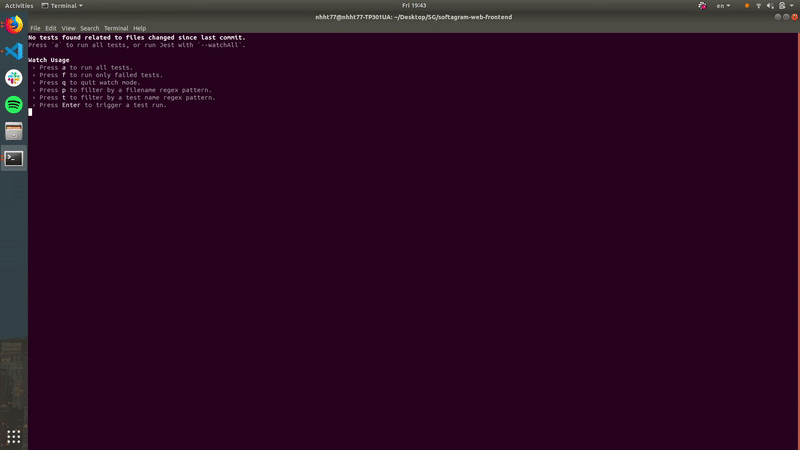 Activities
Terminal
Fri 19:43
en
nhht77@nhht77-TP301UA: ~/Desktop/SG/softagram-web-frontend
File Edit View Search Terminal Help
No tests found related to files changed since last commit.
Press `a` to run all tests, or run Jest with `--watchAll`.
Watch Usage
› Press a to run all tests.
› Press f to run only failed tests.
› Press q to quit watch mode.
› Press p to filter by a filename regex pattern.
› Press t to filter by a test name regex pattern.
› Press Enter to trigger a test run.